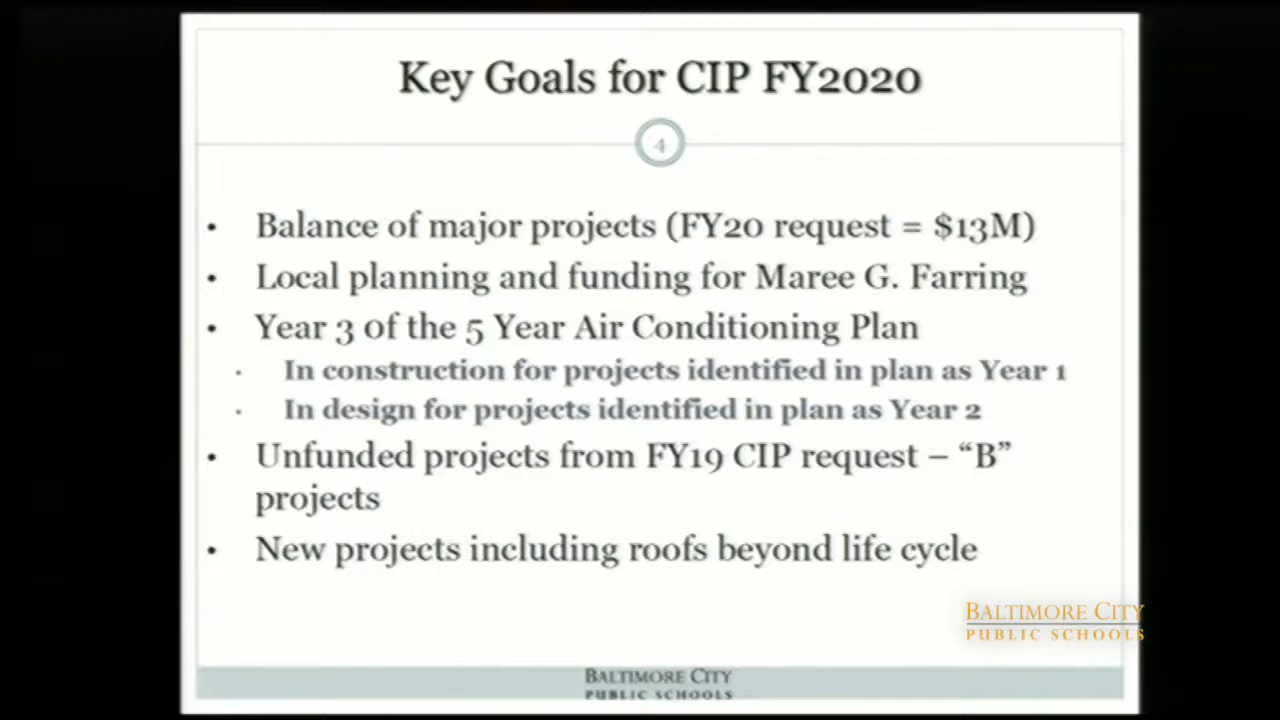 Key Goals for CIP FY2020
4
• Balance of major projects (FY20 request = $13M)
• Local planning and funding for Maree G. Farring
• Year 3 0f the 5 Year Air Conditioning Plan
• In construction for projects identified in plan as Year 1
• In design for projects identified in plan as Year 2
• Unfunded projects from FY19 CIP request – “B”
projects
• New projects including roofs beyond life cycle
BALTIMORE CITY
PUBLIC SCHOOLS
BALTIMORE CITY
PUBLIC SCHOOLS